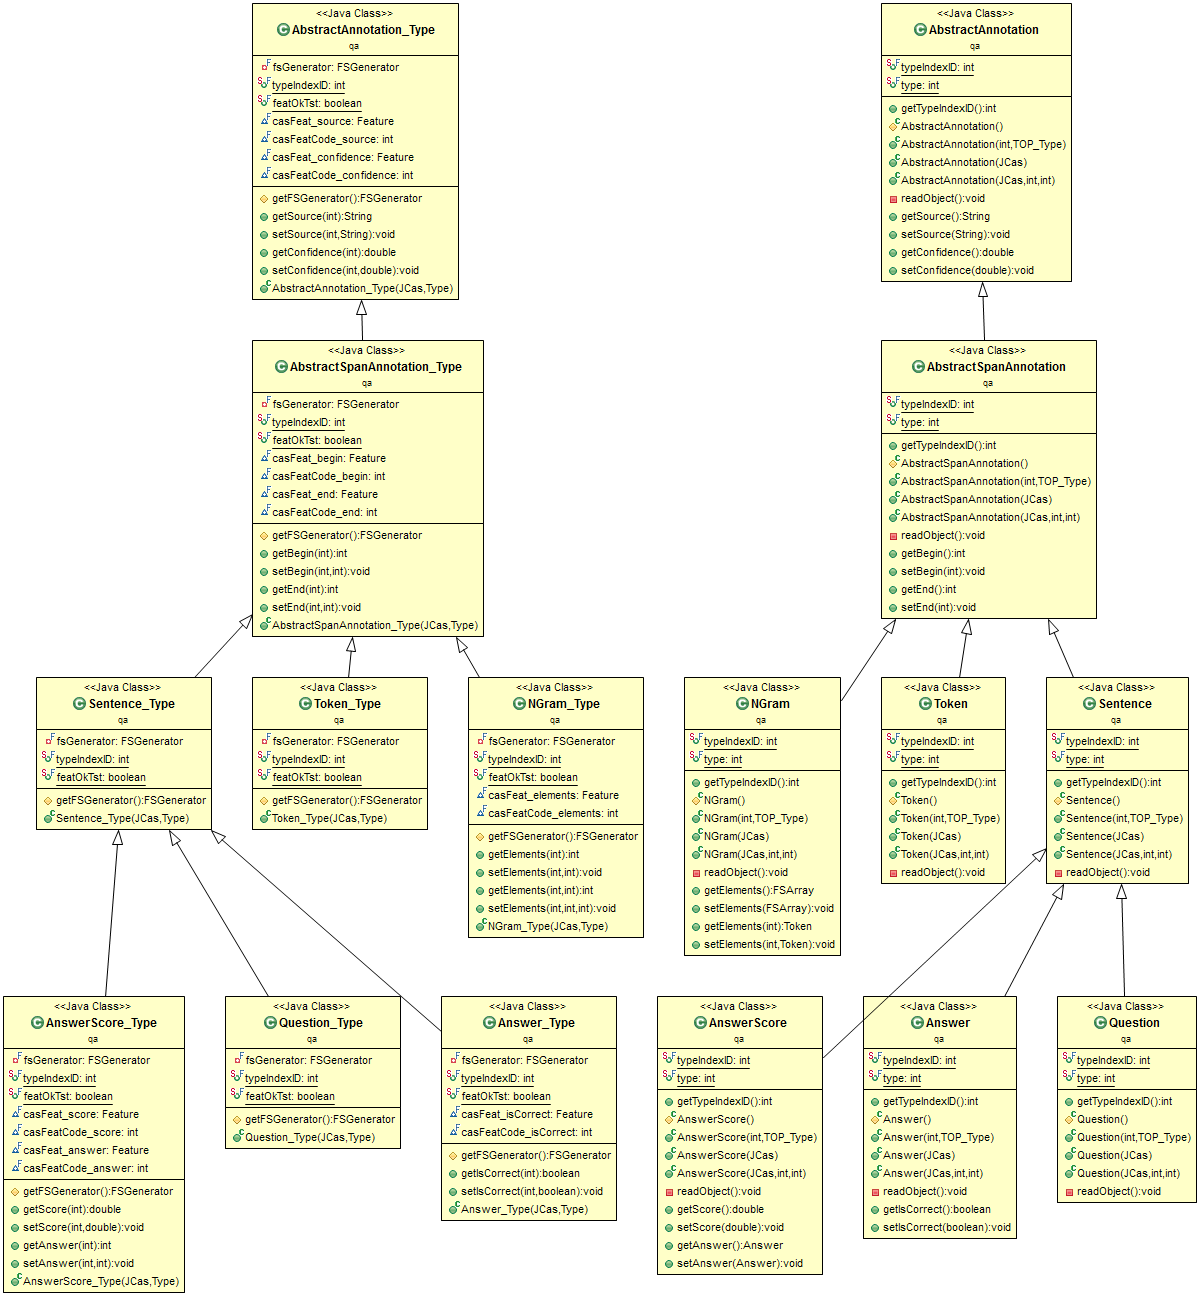 <<Java Class>>
AbstractAnnotation_Type
qa
fsGenerator: FSGenerator
typeIndexID: int
featOkTst: boolean
casFeat_source: Feature
casFeatCode_source: int
casFeat_confidence: Feature
casFeatCode_confidence: int
getFSGenerator():FSGenerator
getSource(int):String
setSource(int,String):void
getConfidence(int):double
setConfidence(int,double):void
AbstractAnnotation_Type(JCas,Type)
<<Java Class>>
AbstractAnnotation
qa
typeIndexID: int
type: int
getTypeIndexID():int
AbstractAnnotation()
AbstractAnnotation(int,TOP_Type)
AbstractAnnotation(JCas)
AbstractAnnotation(JCas,int,int)
readObject():void
getSource():String
setSource(String):void
getConfidence():double
setConfidence(double):void
<<Java Class>>
AbstractSpanAnnotation_Type
qa
fsGenerator: FSGenerator
typeIndexID: int
featOkTst: boolean
casFeat_begin: Feature
casFeatCode_begin: int
casFeat_end: Feature
casFeatCode_end: int
getFSGenerator():FSGenerator
getBegin(int):int
setBegin(int,int):void
getEnd(int):int
setEnd(int,int):void
AbstractSpanAnnotation_Type(JCas,Type)
<<Java Class>>
AbstractSpanAnnotation
qa
typeIndexID: int
type: int
getTypeIndexID():int
AbstractSpanAnnotation()
AbstractSpanAnnotation(int,TOP_Type)
AbstractSpanAnnotation(JCas)
AbstractSpanAnnotation(JCas,int,int)
readObject():void
getBegin():int
setBegin(int):void
getEnd():int
setEnd(int):void
<<Java Class>>
Sentence_Type
qa
fsGenerator: FSGenerator
typeIndexID: int
featOkTst: boolean
getFSGenerator():FSGenerator
Sentence_Type(JCas,Type)
<<Java Class>>
Token_Type
qa
fsGenerator: FSGenerator
typeIndexID: int
featOkTst: boolean
getFSGenerator():FSGenerator
Token_Type(JCas,Type)
<<Java Class>>
NGram_Type
qa
fsGenerator: FSGenerator
typeIndexID: int
featOkTst: boolean
casFeat_elements: Feature
casFeatCode_elements: int
getFSGenerator():FSGenerator
getElements(int):int
setElements(int,int):void
getElements(int,int):int
setElements(int,int,int):void
NGram_Type(JCas,Type)
<<Java Class>>
NGram
qa
typeIndexID: int
type: int
getTypeIndexID():int
NGram()
NGram(int,TOP_Type)
NGram(JCas)
NGram(JCas,int,int)
readObject():void
getElements():FSArray
setElements(FSArray):void
getElements(int):Token
setElements(int,Token):void
<<Java Class>>
Token
qa
typeIndexID: int
type: int
getTypeIndexID():int
Token()
Token(int,TOP_Type)
Token(JCas)
Token(JCas,int,int)
readObject():void
<<Java Class>>
Sentence
qa
typeIndexID: int
type: int
getTypeIndexID():int
Sentence()
Sentence(int,TOP_Type)
Sentence(JCas)
Sentence(JCas,int,int)
readObject():void
<<Java Class>>
AnswerScore_Type
qa
fsGenerator: FSGenerator
typeIndexID: int
featOkTst: boolean
casFeat_score: Feature
casFeatCode_score: int
casFeat_answer: Feature
casFeatCode_answer: int
getFSGenerator():FSGenerator
getScore(int):double
setScore(int,double):void
getAnswer(int):int
setAnswer(int,int):void
AnswerScore_Type(JCas,Type)
<<Java Class>>
Question_Type
qa
fsGenerator: FSGenerator
typeIndexID: int
featOkTst: boolean
getFSGenerator():FSGenerator
Question_Type(JCas,Type)
<<Java Class>>
Answer_Type
qa
fsGenerator: FSGenerator
typeIndexID: int
featOkTst: boolean
casFeat_isCorrect: Feature
casFeatCode_isCorrect: int
getFSGenerator():FSGenerator
getIsCorrect(int):boolean
setIsCorrect(int,boolean):void
Answer_Type(JCas,Type)
<<Java Class>>
AnswerScore
qa
typeIndexID: int
type: int
getTypeIndexID():int
AnswerScore()
AnswerScore(int,TOP_Type)
AnswerScore(JCas)
AnswerScore(JCas,int,int)
readObject():void
getScore():double
setScore(double):void
getAnswer():Answer
setAnswer(Answer):void
<<Java Class>>
Answer
qa
typeIndexID: int
type: int
getTypeIndexID():int
Answer()
Answer(int,TOP_Type)
Answer(JCas)
Answer(JCas,int,int)
readObject():void
getIsCorrect():boolean
setIsCorrect(boolean):void
<<Java Class>>
Question
qa
typeIndexID: int
type: int
getTypeIndexID():int
Question()
Question(int,TOP_Type)
Question(JCas)
Question(JCas,int,int)
readObject():void